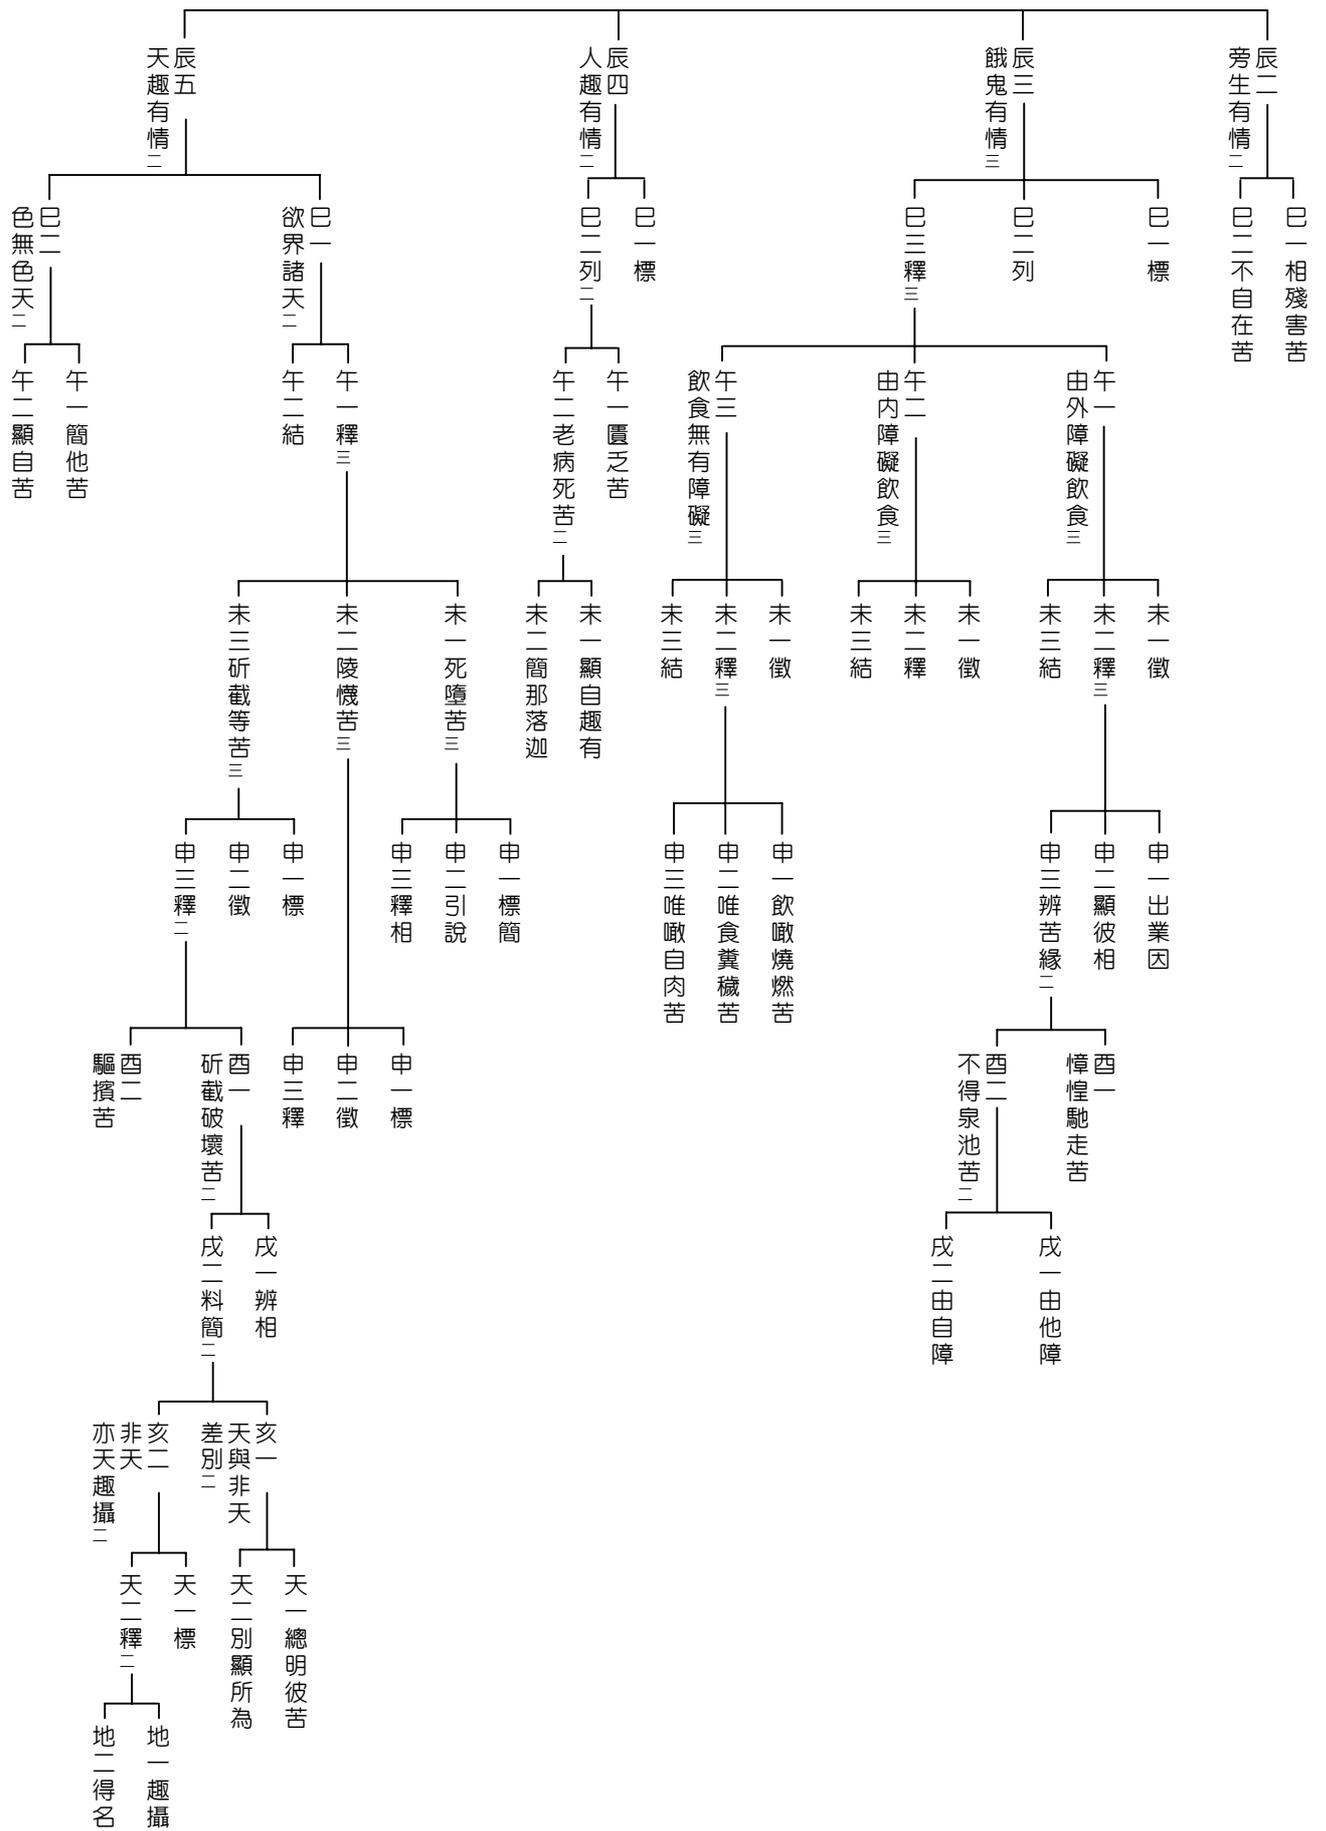 辰二
旁生有情二
辰三
餓鬼有情三
辰四
人趣有情二
辰五
天趣有情二
巳一相殘害苦
巳二不自在苦
巳一標
巳二列
巳三釋三
巳一標
巳二列二
巳一
欲界諸天二
巳二
色無色天二
午一
由外障礙飲食三
午二
由內障礙飲食三
午三
飲食無有障礙三
午一匱乏苦
午二老病死苦二
午一釋三
午二結
午一簡他苦
午二顯自苦
未一徵
未二釋三
未三結
未一徵
未二釋
未三結
未一徵
未二釋三
未三結
未一顯自趣有
未二簡那落迦
未一死墮苦三
未二陵懱苦三
未三斫截等苦三
申一出業因
申二顯彼相
申三辨苦緣二
申一飲噉燒燃苦
申二唯食糞穢苦
申三唯噉自肉苦
申一標簡
申二引說
申三釋相
申一標
申二徵
申三釋二
酉一
慞惶馳走苦
酉二
不得泉池苦二
申一標
申二徵
申三釋
酉一
斫截破壞苦二
酉二
驅擯苦
戌一由他障
戌二由自障
戌一辨相
戌二料簡二
亥一
天與非天
差別二
亥二
非天
亦天趣攝二
天一總明彼苦
天二別顯所為
天一標
天二釋二
地一趣攝
地二得名